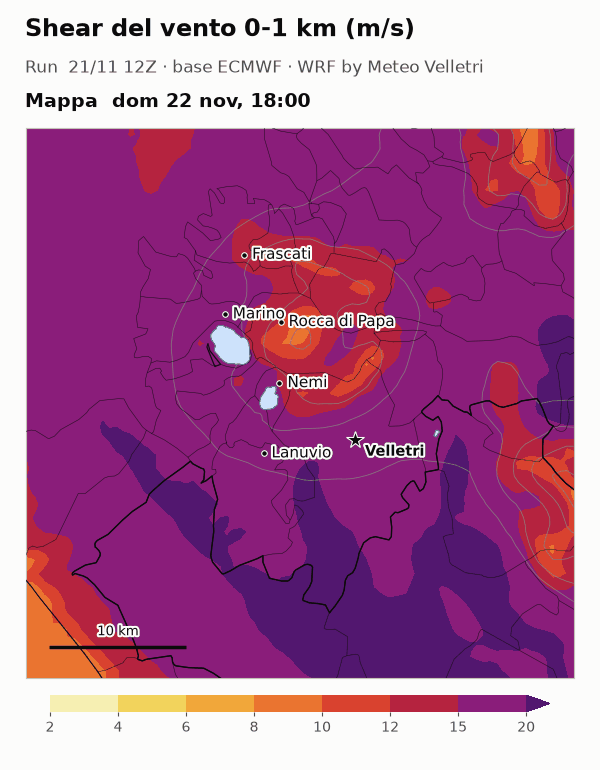 Shear del vento 0-1 km (m/s)
Run  21/11 12Z · base ECMWF · WRF by Meteo Velletri
Mappa  dom 22 nov, 18:00
Frascati
Marino
Rocca di Papa
Nemi
Velletri
Lanuvio
10 km
2 4 6 8 10 12 15 20